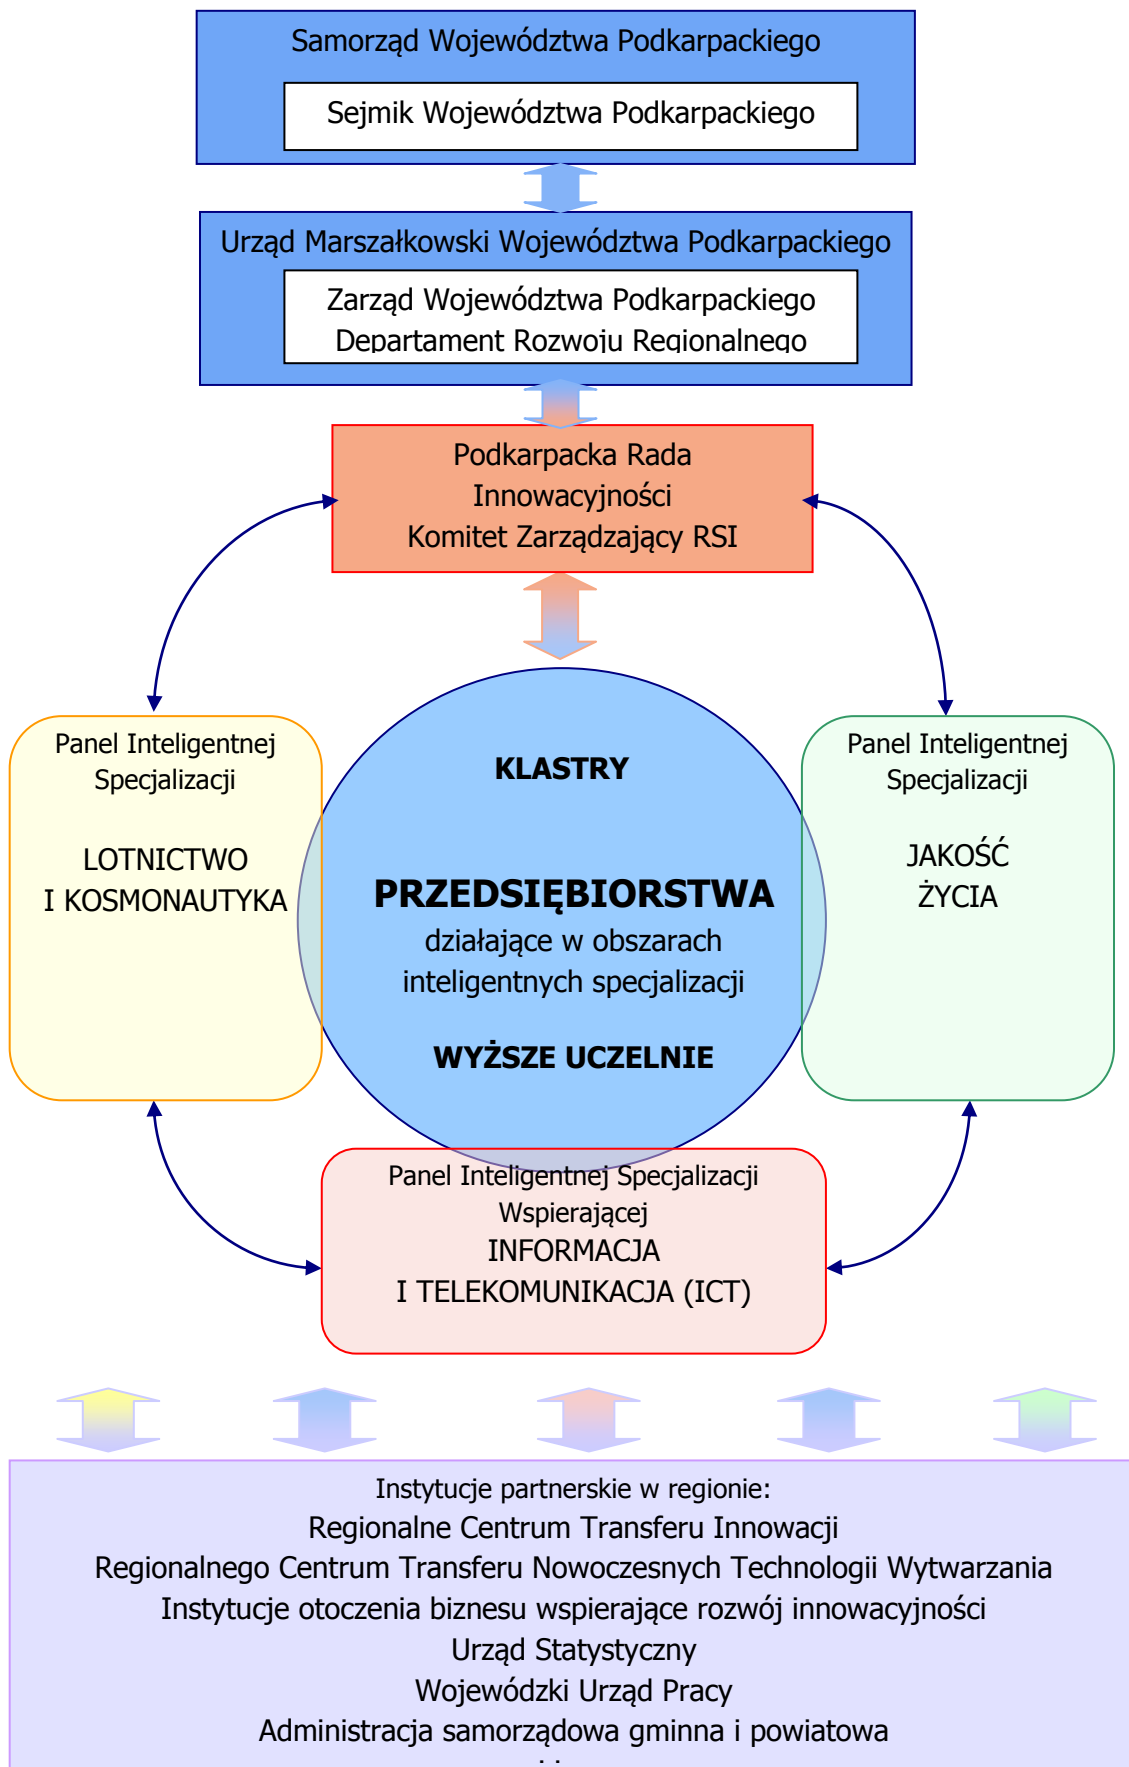 Samorząd Województwa Podkarpackiego
Sejmik Województwa Podkarpackiego
Urząd Marszałkowski Województwa Podkarpackiego
Zarząd Województwa Podkarpackiego
Departament Rozwoju Regionalnego
Podkarpacka Rada
Innowacyjności
Komitet Zarządzający RSI
Panel Inteligentnej
Specjalizacji
LOTNICTWO
I KOSMONAUTYKA
KLASTRY
PRZEDSIĘBIORSTWA
działające w obszarach
inteligentnych specjalizacji
WYŻSZE UCZELNIE
Panel Inteligentnej
Specjalizacji
JAKOŚĆ
ŻYCIA
Panel Inteligentnej Specjalizacji
Wspierającej
INFORMACJA
I TELEKOMUNIKACJA (ICT)
Instytucje partnerskie w regionie:
Regionalne Centrum Transferu Innowacji
Regionalnego Centrum Transferu Nowoczesnych Technologii Wytwarzania
Instytucje otoczenia biznesu wspierające rozwój innowacyjności
Urząd Statystyczny
Wojewódzki Urząd Pracy
Administracja samorządowa gminna i powiatowa